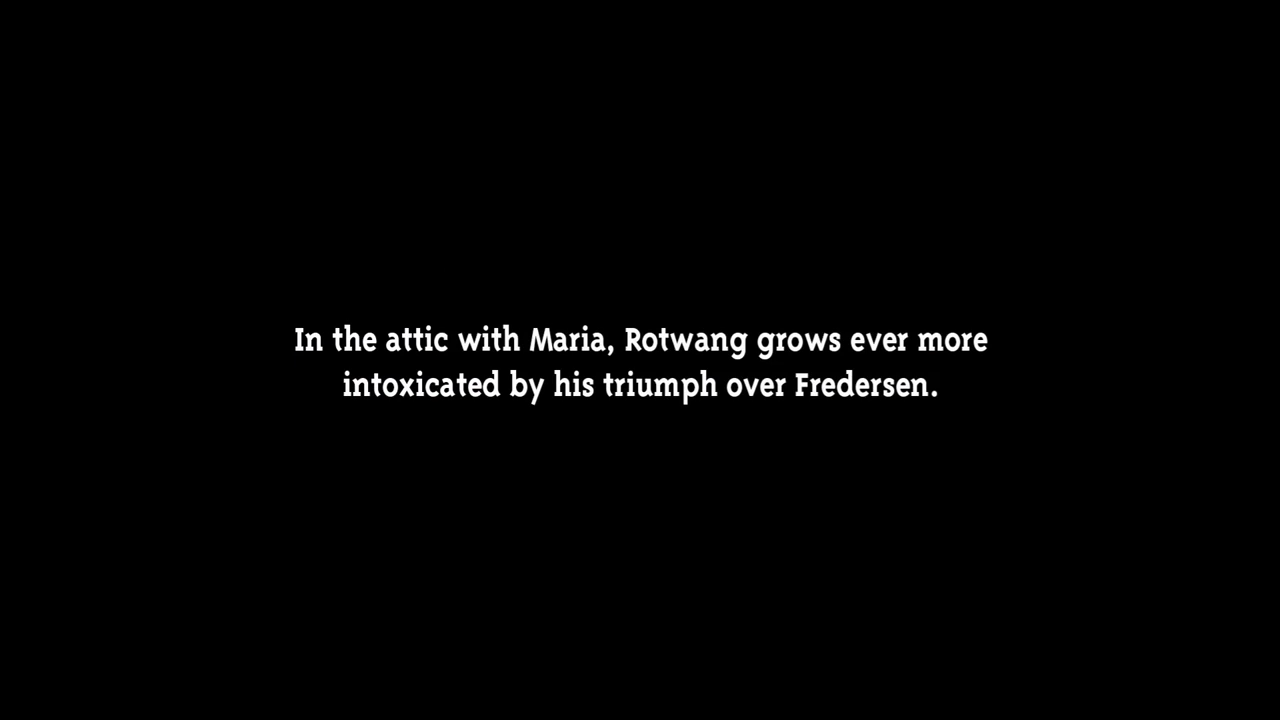 In the attic with Maria, Rotwang grows ever more
intoxicated by his triumph over Fredersen.